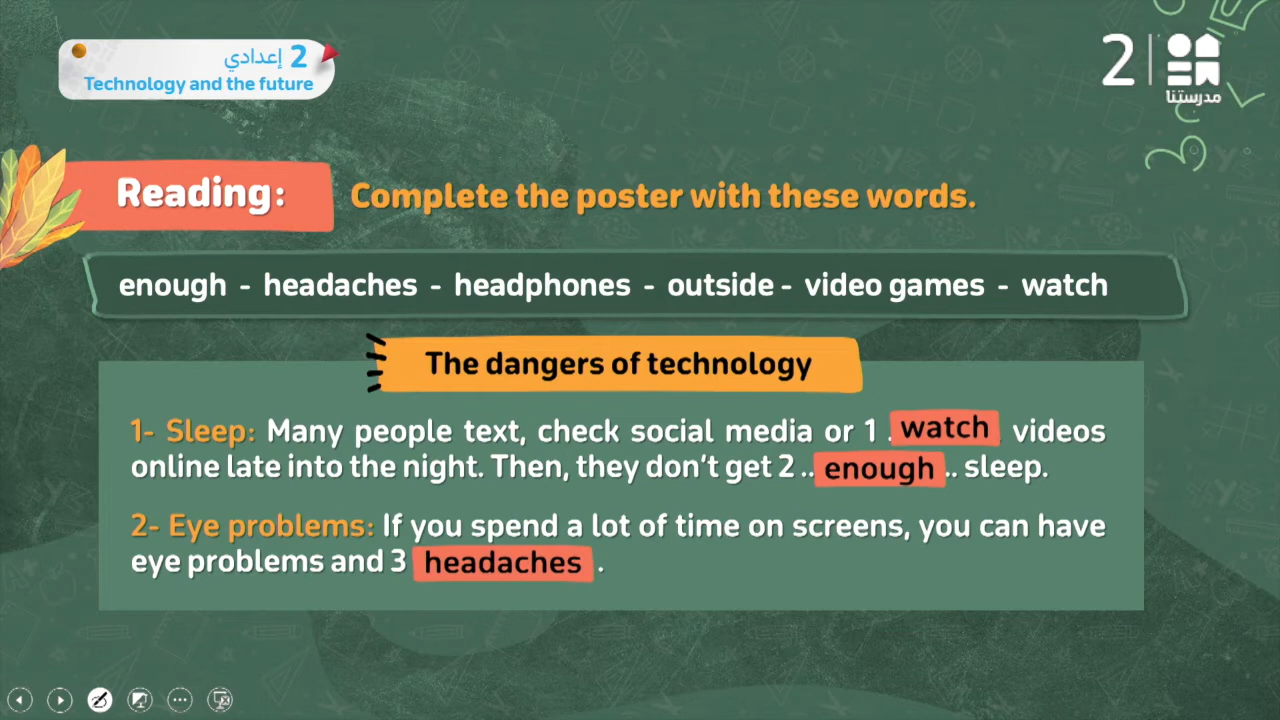 2 إعدادي
Technology and the future
2
مدرستنا
Reading:
Complete the poster with these words.
enough - headaches - headphones - outside - video games - watch
The dangers of technology
1- Sleep: Many people text, check social media or 1 . watch videos
online late into the night. Then, they don't get 2 .. enough .. sleep.
2- Eye problems: If you spend a lot of time on screens, you can have
eye problems and 3 headaches .